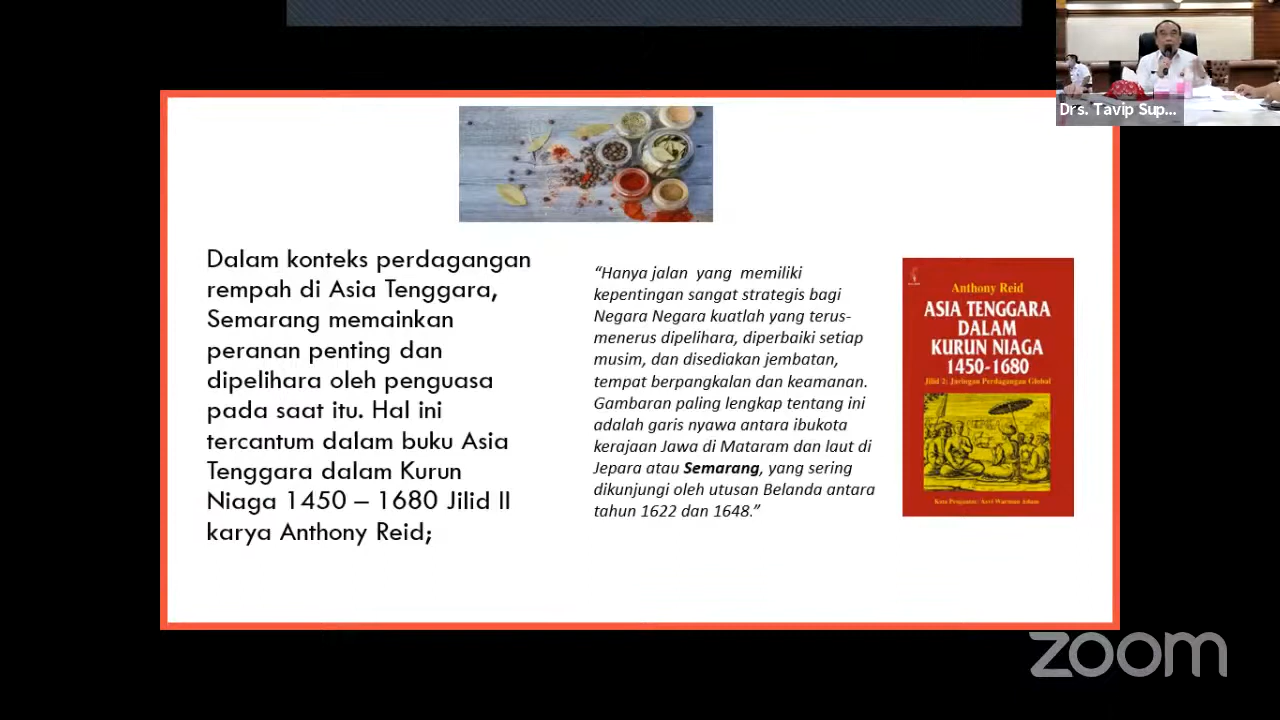 Drs. Tavip Sup...
Dalam konteks perdagangan
rempah di Asia Tenggara,
Semarang memainkan
peranan penting dan
dipelihara oleh penguasa
pada saat itu. Hal ini
tercantum dalam buku Asia
Tenggara dalam Kurun
Niaga 1450 – 1680 Jilid II
karya Anthony Reid;
“Hanya jalan yang memiliki
kepentingan sangat strategis bagi
Negara Negara kuatlah yang terus-
menerus dipelihara, diperbaiki setiap
musim, dan disediakan jembatan,
tempat berpangkalan dan keamanan.
Gambaran paling lengkap tentang ini
adalah garis nyawa antara ibukota
kerajaan Jawa di Mataram dan laut di
Jepara atau Semarang, yang sering
dikunjungi oleh utusan Belanda antara
tahun 1622 dan 1648.”
Anthony Reid
ASIA TENGGARA
DALAM
KURUN NIAGA
1450-1680
Jilid 2: Jaringan Perdagangan Global
Kata Pengantar:
zoom